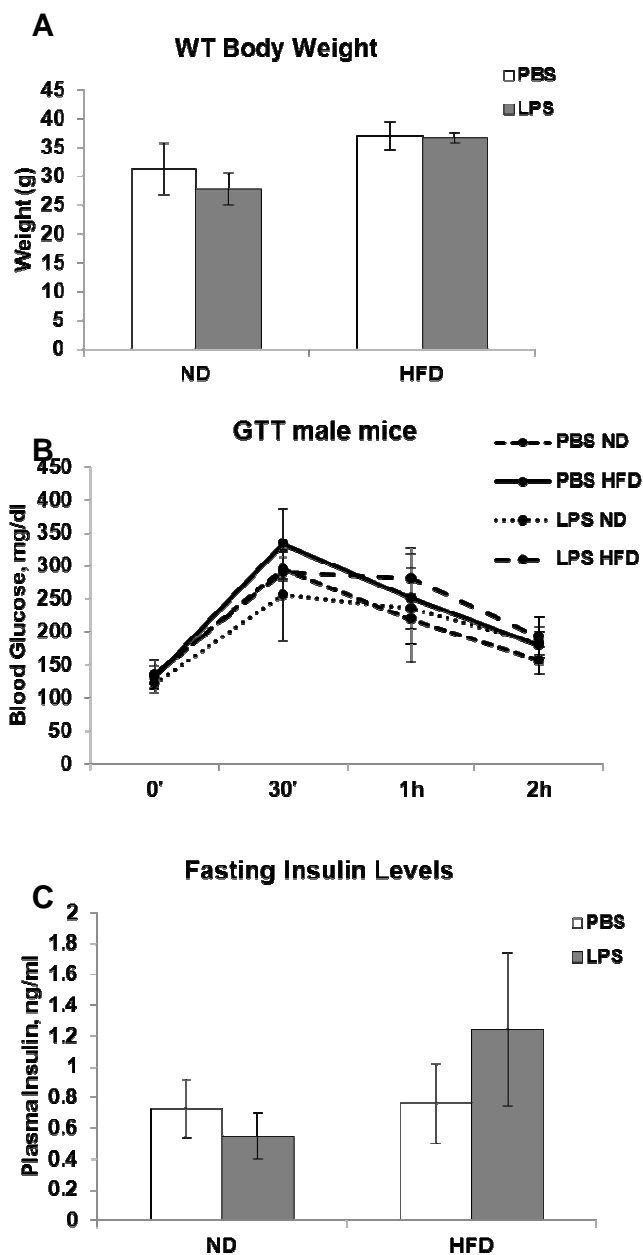 A
WT Body Weight
PBS
LPS
Weight (g)
45
40
35
30
25
20
15
10
5
0
ND
HFD
B
GTT male mice
PBS ND
PBS HFD
LPS ND
LPS HFD
Blood Glucose, mg/dl
450
400
350
300
250
200
150
100
50
0
0'
30'
1h
2h
C
Fasting Insulin Levels
PBS
LPS
Plasma Insulin, ng/ml
2
1.8
1.6
1.4
1.2
1
0.8
0.6
0.4
0.2
0
ND
HFD